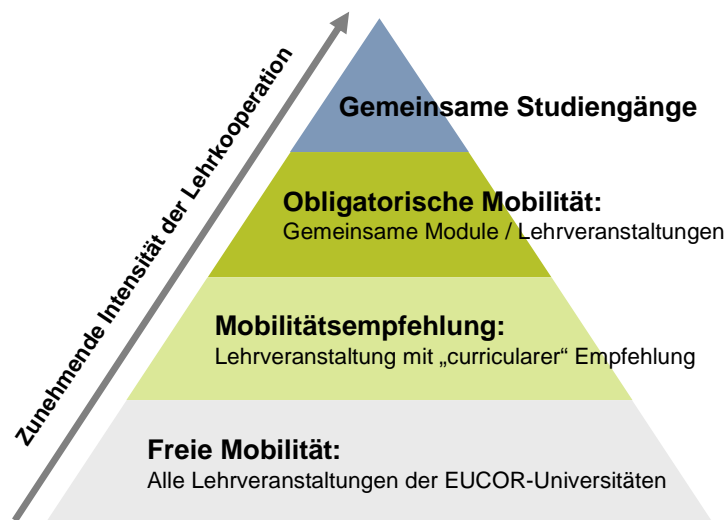 Zunehmende Intensität der Lehrkooperation
Gemeinsame Studiengänge
Obligatorische Mobilität:
Gemeinsame Module / Lehrveranstaltungen
Mobilitätsempfehlung:
Lehrveranstaltung mit „curricularer“ Empfehlung
Freie Mobilität:
Alle Lehrveranstaltungen der EUCOR-Universitäten